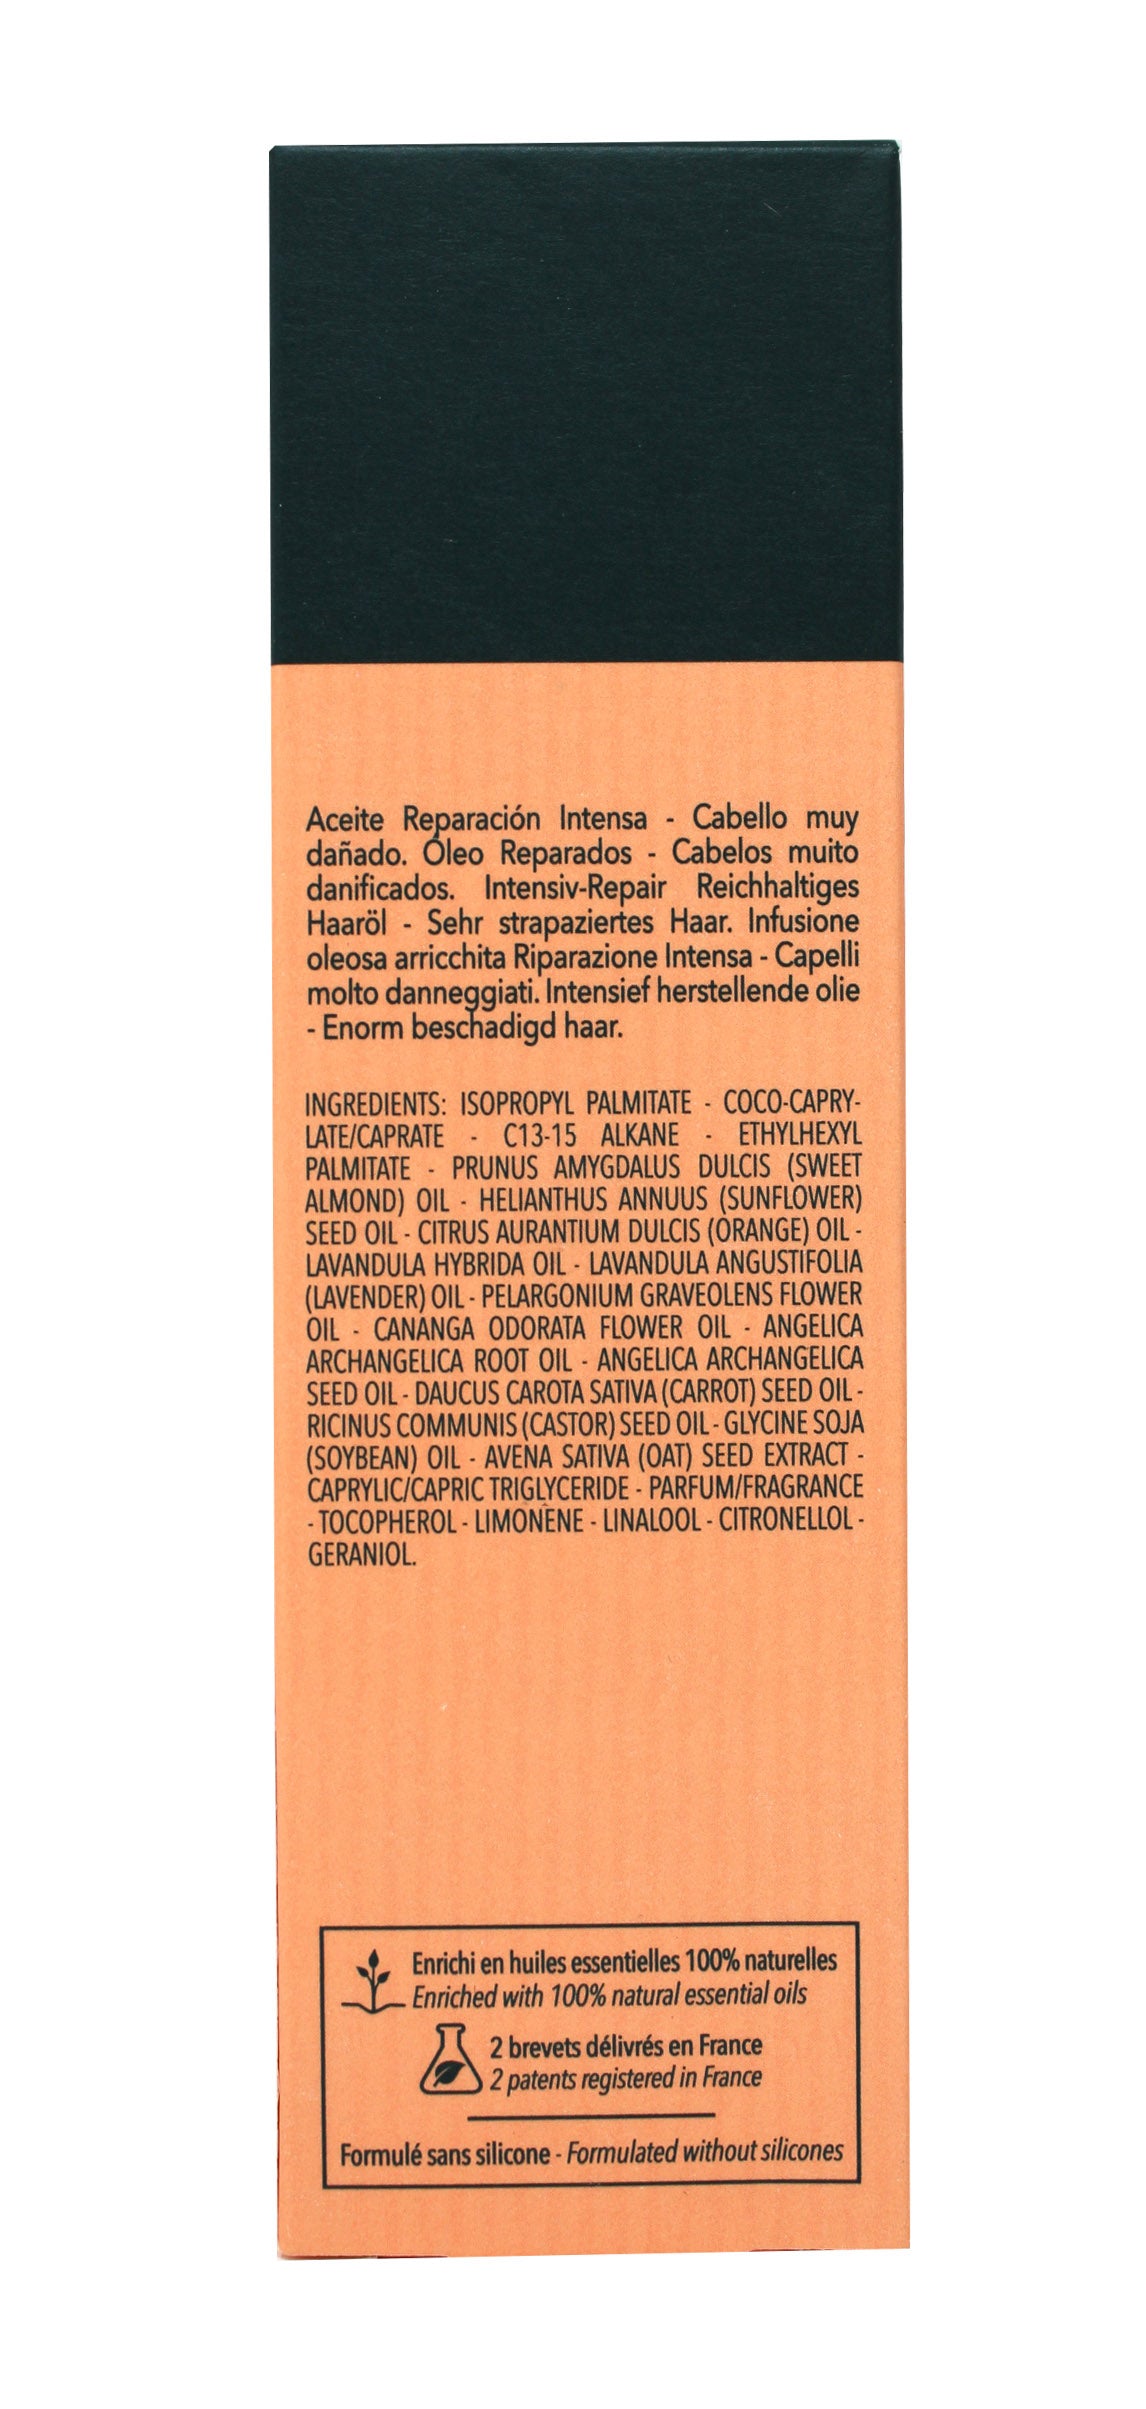 Aceite Reparación Intensa - Cabello muy
dañado. Óleo Reparados - Cabelos muito
danificados. Intensiv-Repair Reichhaltiges
Haaröl - Sehr strapaziertes Haar. Infusione
oleosa arricchita Riparazione Intensa - Capelli
molto danneggiati. Intensief herstellende olie
- Enorm beschadigd haar.
INGREDIENTS: ISOPROPYL PALMITATE - COCO-CAPRY-
LATE/CAPRATE - C13-15 ALKANE - ETHYLHEXYL
PALMITATE - PRUNUS AMYGDALUS DULCIS (SWEET
ALMOND) OIL - HELIANTHUS ANNUUS (SUNFLOWER)
SEED OIL - CITRUS AURANTIUM DULCIS (ORANGE) OIL -
LAVANDULA HYBRIDA OIL - LAVANDULA ANGUSTIFOLIA
(LAVENDER) OIL - PELARGONIUM GRAVEOLENS FLOWER
OIL - CANANGA ODORATA FLOWER OIL - ANGELICA
ARCHANGELICA ROOT OIL - ANGELICA ARCHANGELICA
SEED OIL - DAUCUS CAROTA SATIVA (CARROT) SEED OIL -
RICINUS COMMUNIS (CASTOR) SEED OIL - GLYCINE SOJA
(SOYBEAN) OIL - AVENA SATIVA (OAT) SEED EXTRACT -
CAPRYLIC/CAPRIC TRIGLYCERIDE - PARFUM/FRAGRANCE
- TOCOPHEROL - LIMONENE - LINALOOL - CITRONELLOL -
GERANIOL.
Enrichi en huiles essentielles 100% naturelles
Enriched with 100% natural essential oils
2 brevets délivrés en France
2 patents registered in France
Formulé sans silicone - Formulated without silicones